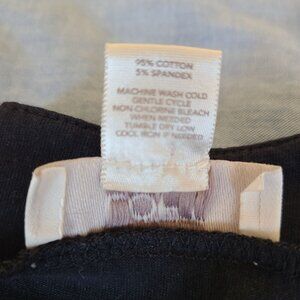 95% COTTON
5% SPANDEX
MACHINE WASH COLD
GENTLE CYCLE
NON-CHLORINE BLEACH
WHEN NEEDED
TUMBLE DRY LOW
COOL IRON IF NEEDED